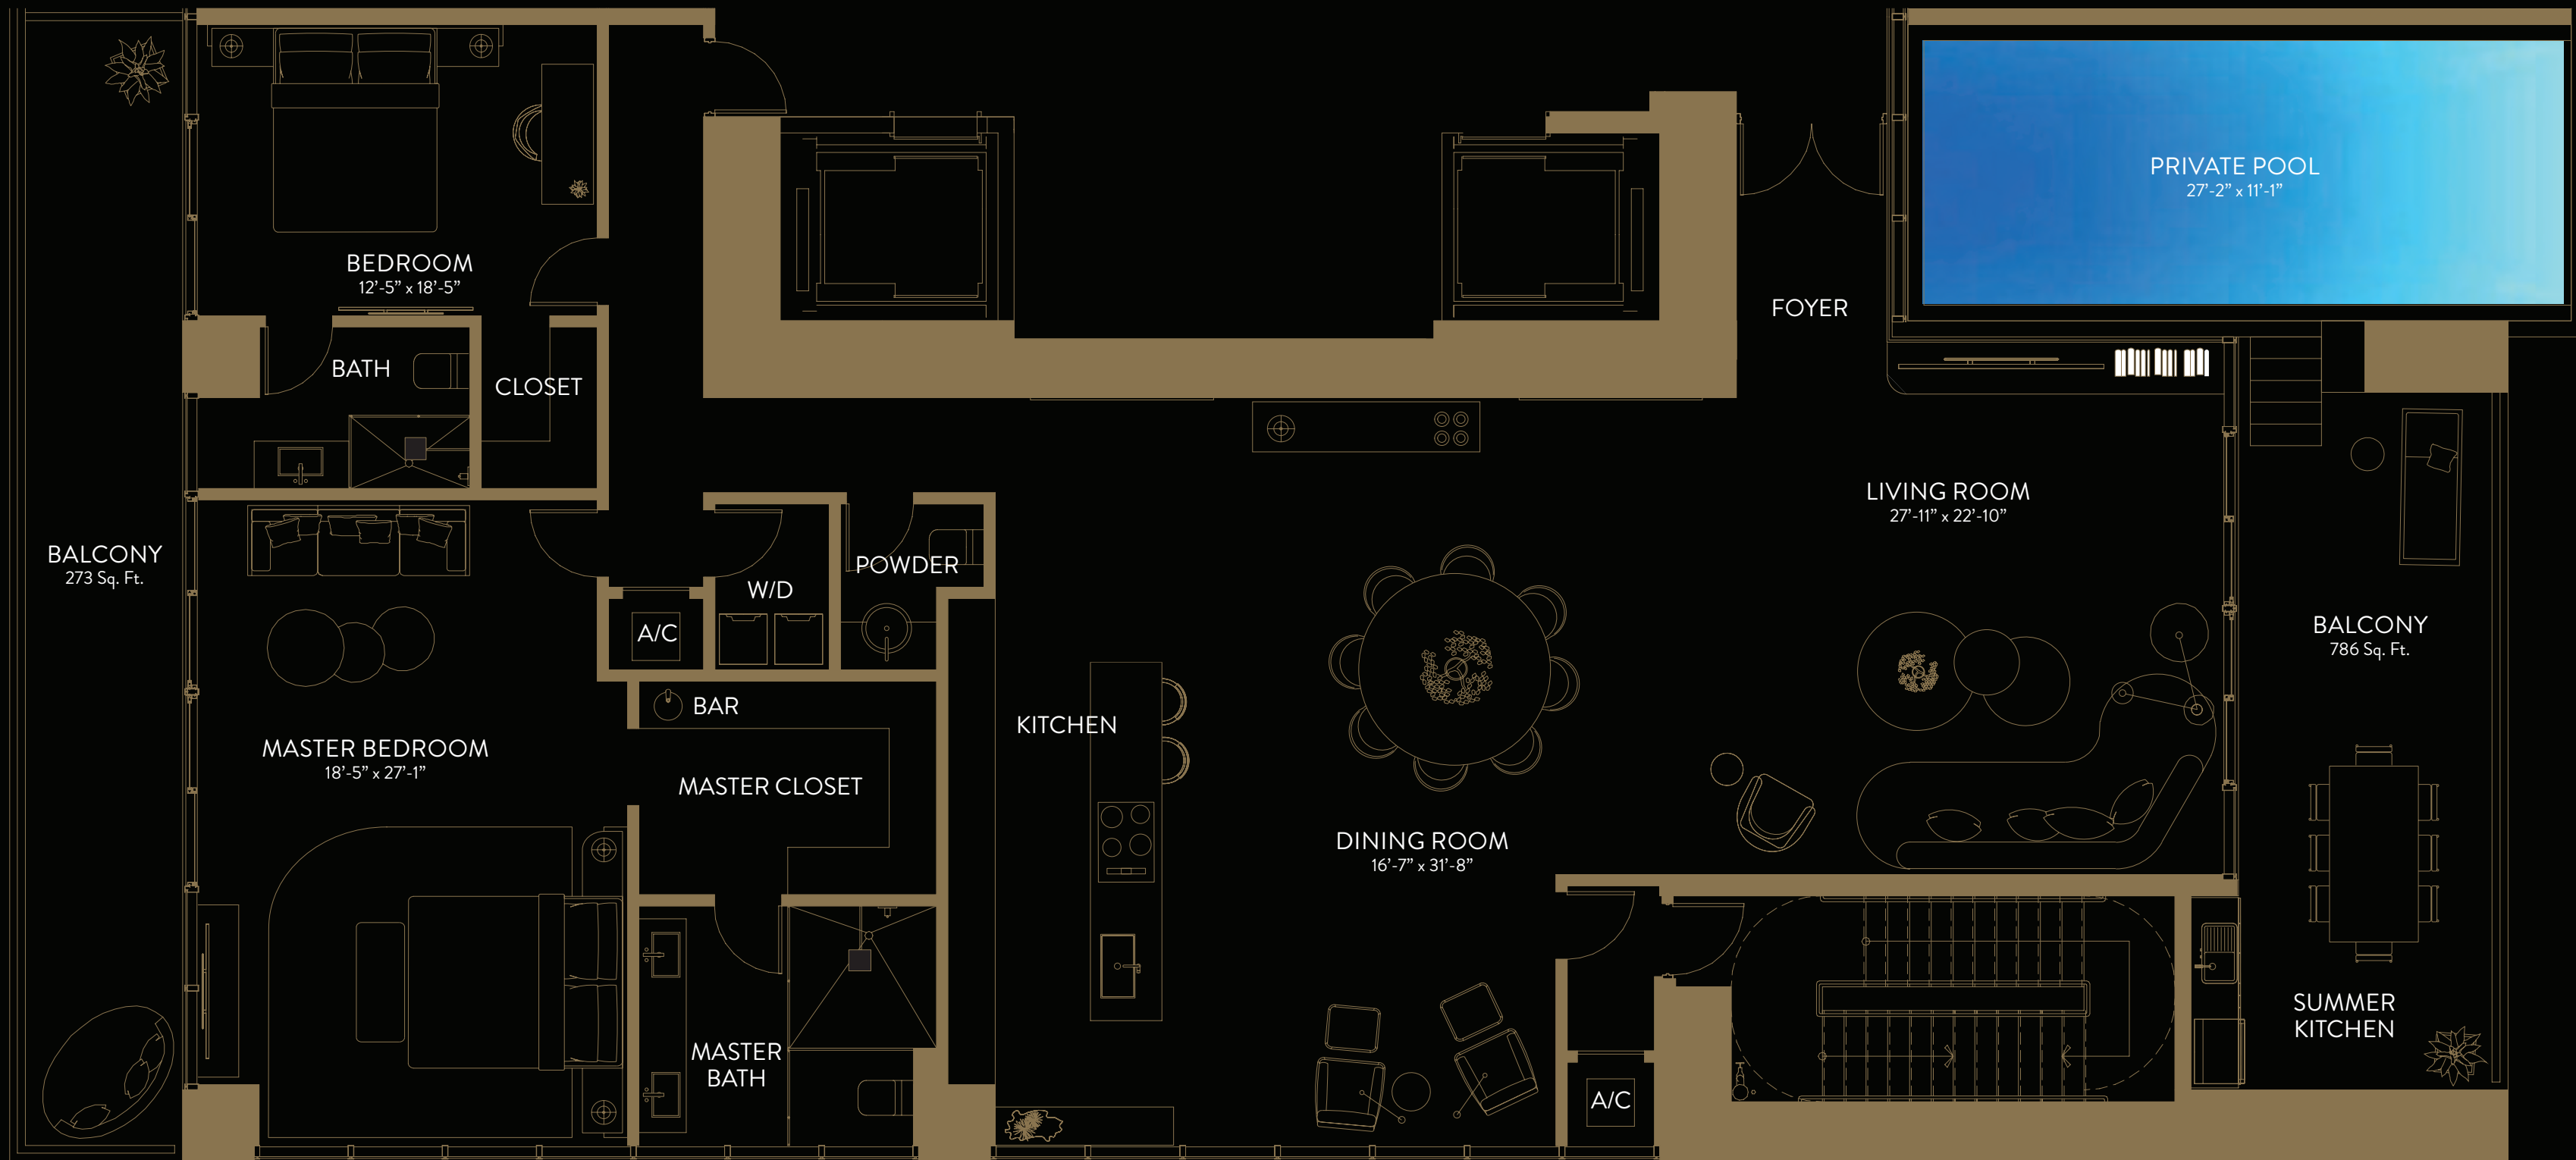 PRIVATE POOL
27’-2” x 11’-1”
BEDROOM
12’-5” x 18’-5”
FOYER
BATH
CLOSET
LIVING ROOM
27’-11” x 22’-10”
BALCONY
273 Sq. Ft.
POWDER
W/D
A/C
BALCONY
786 Sq. Ft.
BAR
KITCHEN
MASTER BEDROOM
18’-5” x 27’-1”
MASTER CLOSET
DINING ROOM
16’-7” x 31’-8”
SUMMER
KITCHEN
MASTER
BATH
A/C